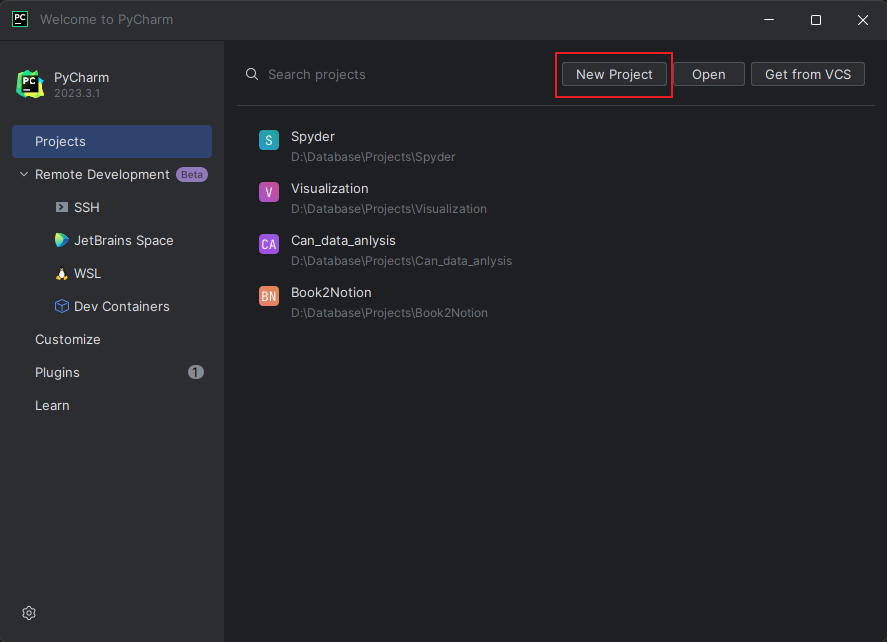 PC Welcome to PyCharm
PC PyCharm
2023.3.1
Projects
Remote Development Beta
SSH
JetBrains Space
WSL
Dev Containers
Customize
Plugins 1
Learn
Search projects New Project Open Get from VCS
S Spyder
D:\Database\Projects\Spyder
V Visualization
D:\Database\Projects\Visualization
CA Can_data_anlysis
D:\Database\Projects\Can_data_anlysis
BN Book2Notion
D:\Database\Projects\Book2Notion